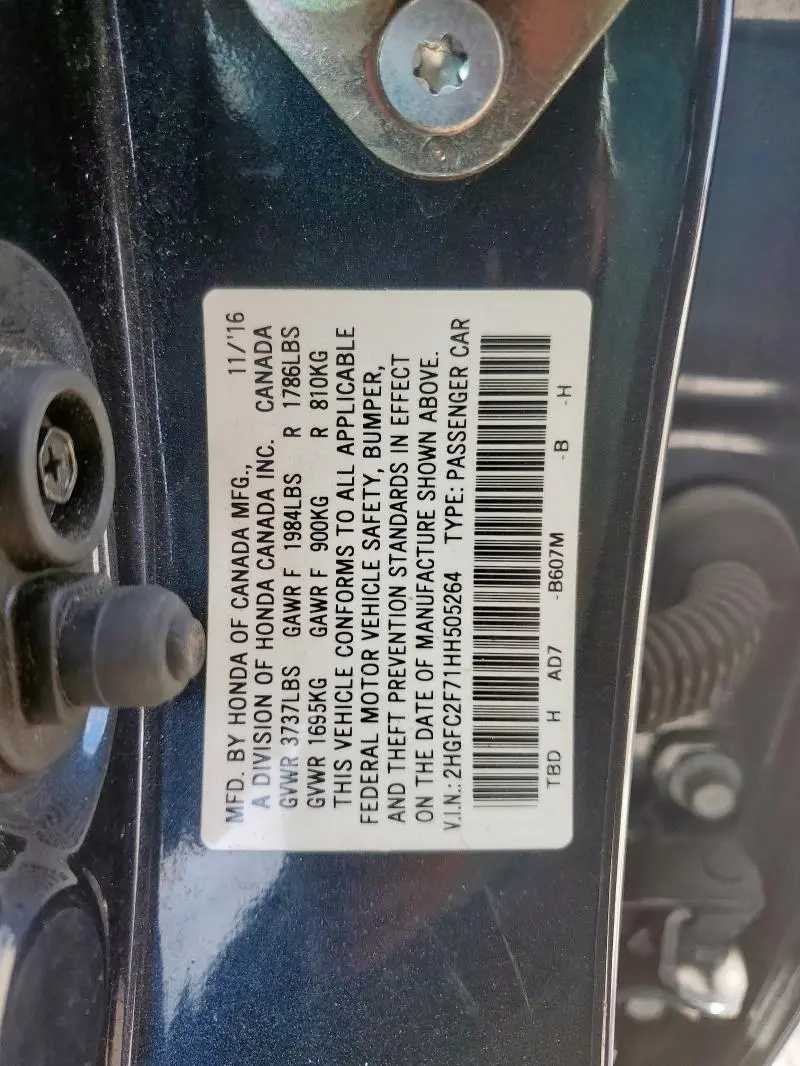 MFD. BY HONDA OF CANADA MFG., 11/'16
A DIVISION OF HONDA CANADA INC. CANADA
GVWR 3737LBS GAWR F 1984LBS R 1786LBS
GVWR 1695KG GAWR F 900KG R 810KG
THIS VEHICLE CONFORMS TO ALL APPLICABLE
FEDERAL MOTOR VEHICLE SAFETY, BUMPER,
AND THEFT PREVENTION STANDARDS IN EFFECT
ON THE DATE OF MANUFACTURE SHOWN ABOVE.
V.I.N.: 2HGFC2F71HH505264 TYPE: PASSENGER CAR
TBD H AD7 -B607M -B -H